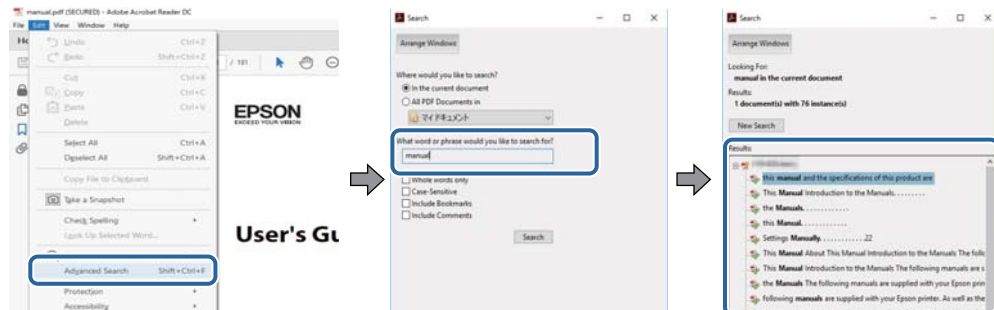 manual.pdf (SECURED) - Adobe Acrobat Reader DC
File Edit View Window Help
Undo Ctrl+Z
Redo Shift+Ctrl+Z
/ 191
Cut Ctrl+X
Copy Ctrl+C
Paste Ctrl+V
Delete
Select All Ctrl+A
Deselect All Shift+Ctrl+A
Copy File to Clipboard
Take a Snapshot
Check Spelling
Look Up Selected Word...
Advanced Search Shift+Ctrl+F
Protection
Accessibility
EPSON
EXCEED YOUR VISION
User's Gu
Search
Arrange Windows
Where would you like to search?
In the current document
All PDF Documents in
マイ ドキュメント
What word or phrase would you like to search for?
manual
Whole words only
Case-Sensitive
Include Bookmarks
Include Comments
Search
Search
Arrange Windows
Looking For:
manual in the current document
Results:
1 document(s) with 76 instance(s)
New Search
Results:
this manual and the specifications of this product are
This Manual Introduction to the Manuals. . . . . . . . .
the Manuals. . . . . . . . . . . . .
this Manual. . . . . . . . . . . . .
Settings Manually. . . . . . . . . . . . .22
This Manual About This Manual Introduction to the Manuals The follo
This Manual Introduction to the Manuals The following manuals are s
the Manuals The following manuals are supplied with your Epson prin
following manuals are supplied with your Epson printer. As well as the